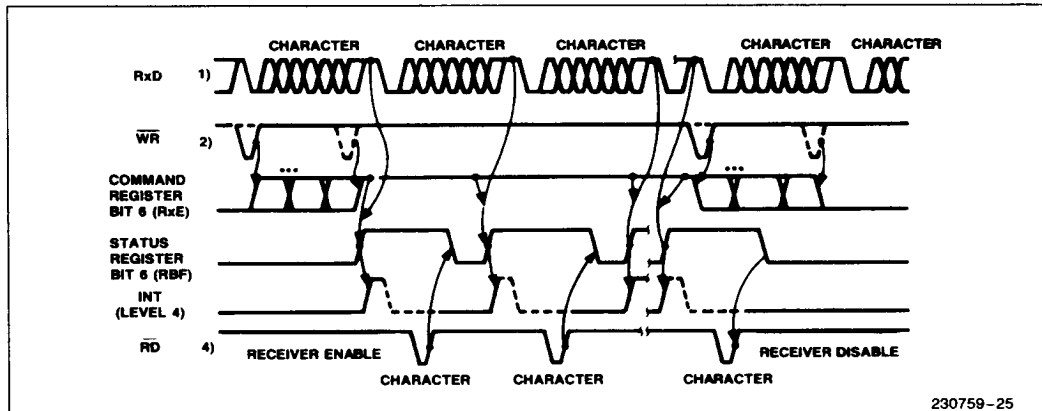 CHARACTER CHARACTER CHARACTER CHARACTER CHARACTER
RxD 1)
WR 2)
...
...
COMMAND
REGISTER
BIT 6 (RxE)
STATUS
REGISTER
BIT 6 (RBF)
INT
(LEVEL 4)
RD 4)
RECEIVER ENABLE
RECEIVER DISABLE
CHARACTER CHARACTER CHARACTER
230759-25